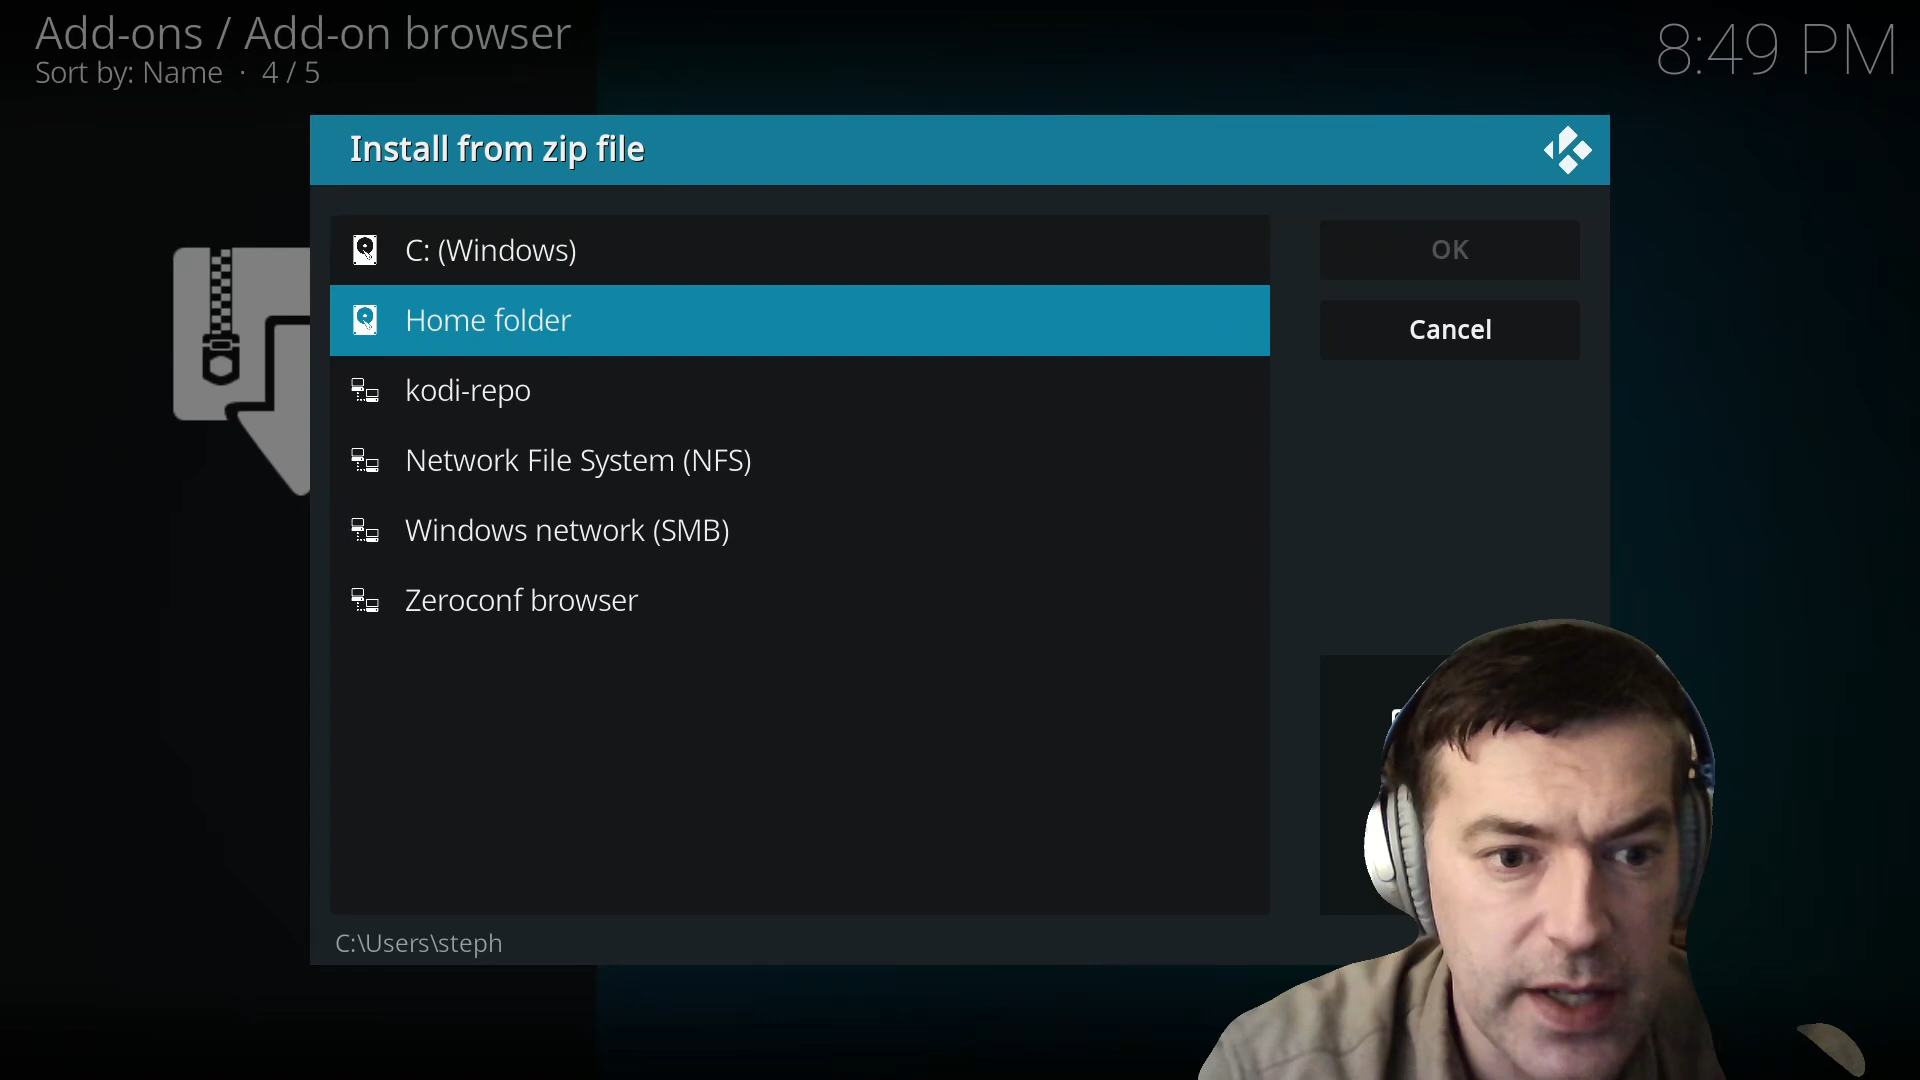 Add-ons / Add-on browser
Sort by: Name · 4 / 5
8:49 PM
Install from zip file
C: (Windows)
Home folder
kodi-repo
Network File System (NFS)
Windows network (SMB)
Zeroconf browser
OK
Cancel
C:\Users\steph